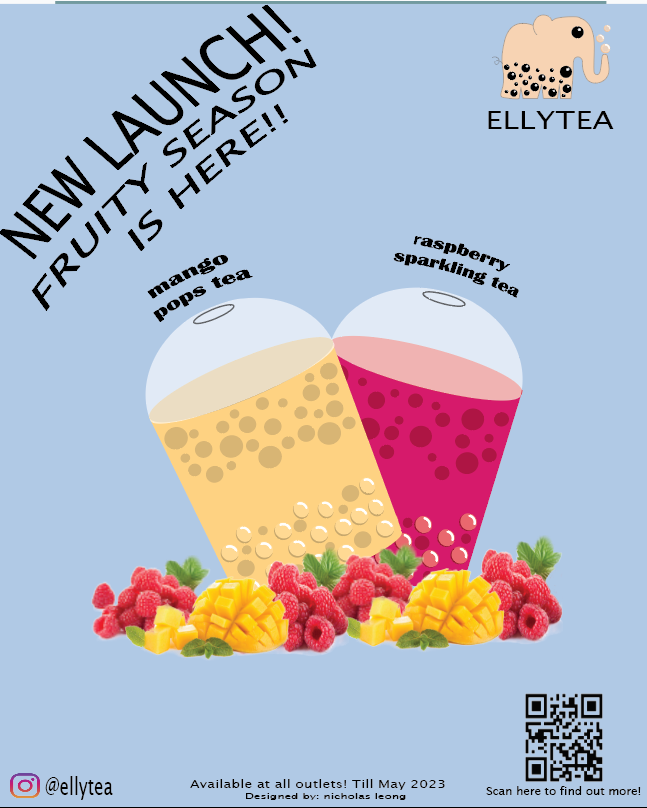 NEW LAUNCH!
FRUITY SEASON
IS HERE!!
ELLYTEA
mango
pops tea
raspberry
sparkling tea
@ellytea
Available at all outlets! Till May 2023
Designed by: nicholas leong
Scan here to find out more!